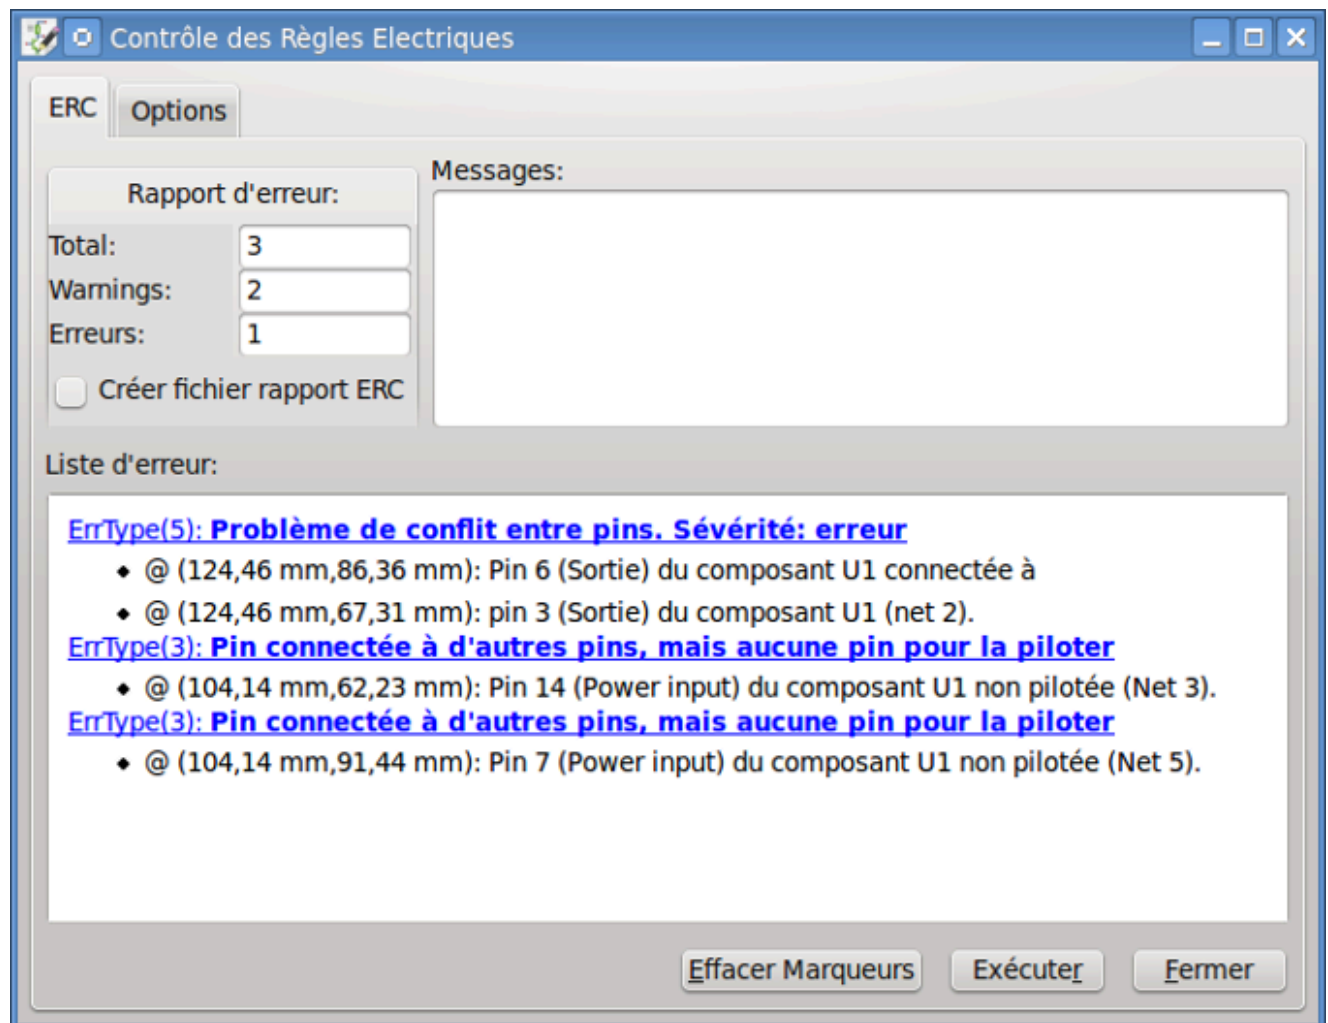 Contrôle des Règles Electriques
ERC Options
Rapport d'erreur:
Messages:
Total: 3
Warnings: 2
Erreurs: 1
Créer fichier rapport ERC
Liste d'erreur:
ErrType(5): Problème de conflit entre pins. Sévérité: erreur
@ (124,46 mm,86,36 mm): Pin 6 (Sortie) du composant U1 connectée à
@ (124,46 mm,67,31 mm): pin 3 (Sortie) du composant U1 (net 2).
ErrType(3): Pin connectée à d'autres pins, mais aucune pin pour la piloter
@ (104,14 mm,62,23 mm): Pin 14 (Power input) du composant U1 non pilotée (Net 3).
ErrType(3): Pin connectée à d'autres pins, mais aucune pin pour la piloter
@ (104,14 mm,91,44 mm): Pin 7 (Power input) du composant U1 non pilotée (Net 5).
Effacer Marqueurs Exécuter Fermer